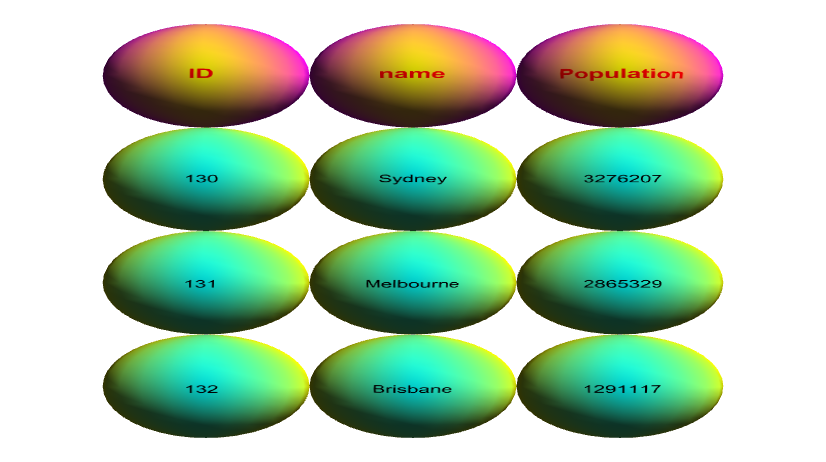 ID name Population
130 Sydney 3276207
131 Melbourne 2865329
132 Brisbane 1291117